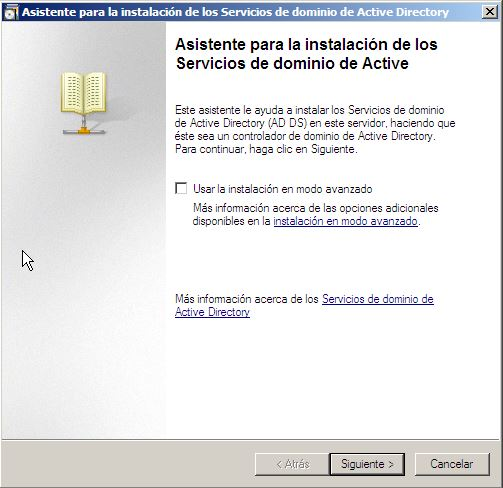 Asistente para la instalación de los Servicios de dominio de Active Directory
Asistente para la instalación de los
Servicios de dominio de Active
Este asistente le ayuda a instalar los Servicios de dominio
de Active Directory (AD DS) en este servidor, haciendo que
éste sea un controlador de dominio de Active Directory.
Para continuar, haga clic en Siguiente.
Usar la instalación en modo avanzado
Más información acerca de las opciones adicionales
disponibles en la instalación en modo avanzado.
Más información acerca de los Servicios de dominio de
Active Directory
< Atrás
Siguiente >
Cancelar